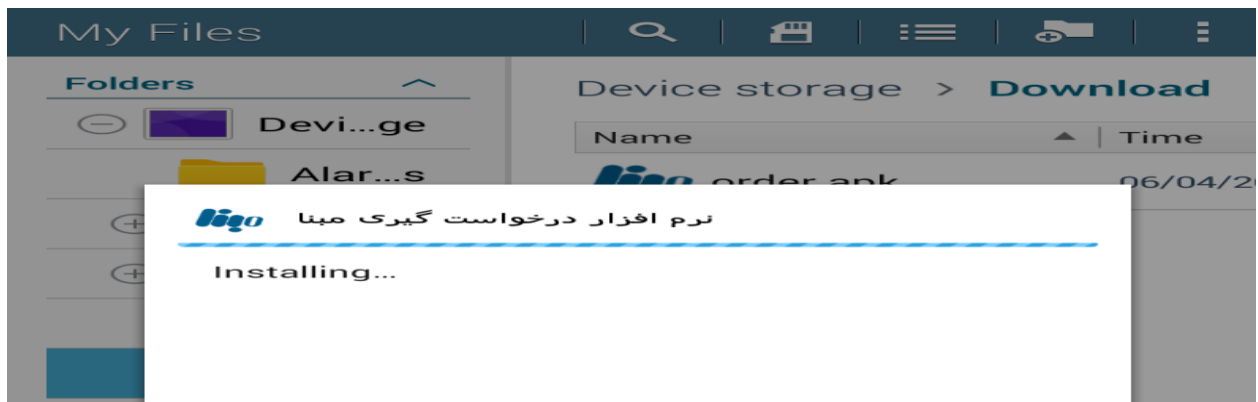 My Files
Folders
Device storage > Download
Devi...ge
Name
Time
Alar...s
order.apk
06/04/2
نرم افزار درخواست گیری مبنا
Installing...